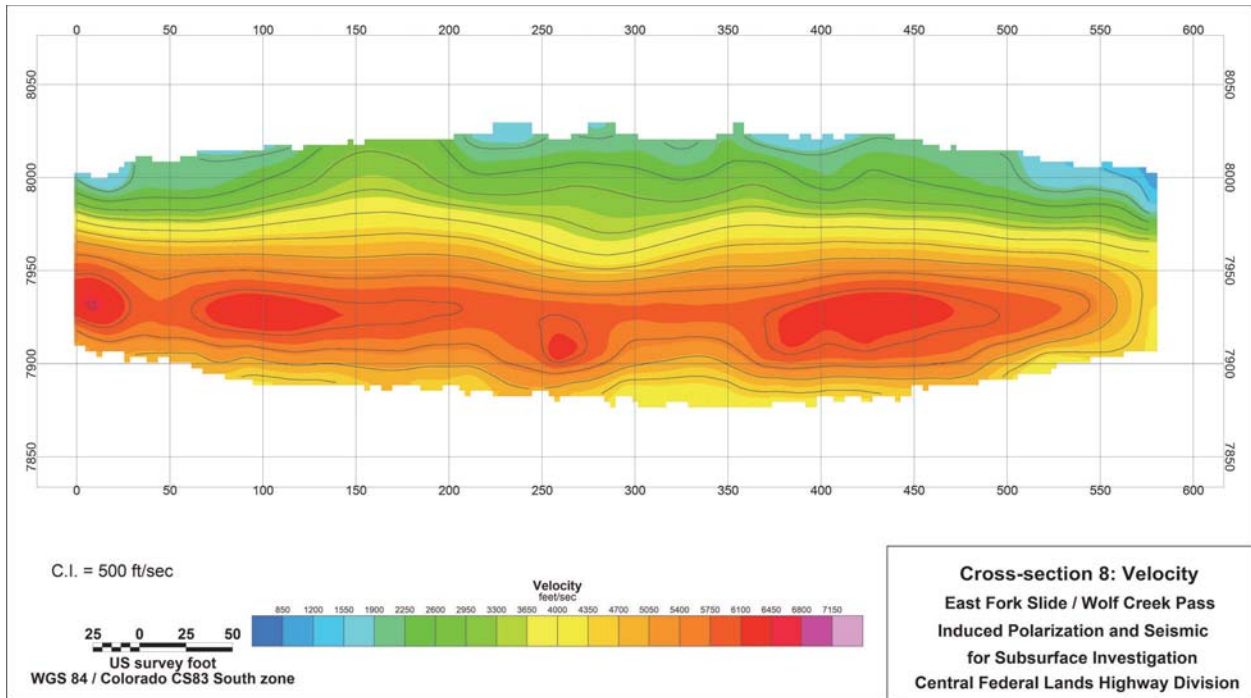 0 50 100 150 200 250 300 350 400 450 500 550 600
8050 8050
8000 8000
7950 7950
7900 7900
7850 7850
0 50 100 150 200 250 300 350 400 450 500 550 600
C.I. = 500 ft/sec
Velocity
feet/sec
850 1200 1550 1900 2250 2600 2950 3300 3650 4000 4350 4700 5050 5400 5750 6100 6450 6800 7150
25 0 25 50
US survey foot
WGS 84 / Colorado CS83 South zone
Cross-section 8: Velocity
East Fork Slide / Wolf Creek Pass
Induced Polarization and Seismic
for Subsurface Investigation
Central Federal Lands Highway Division